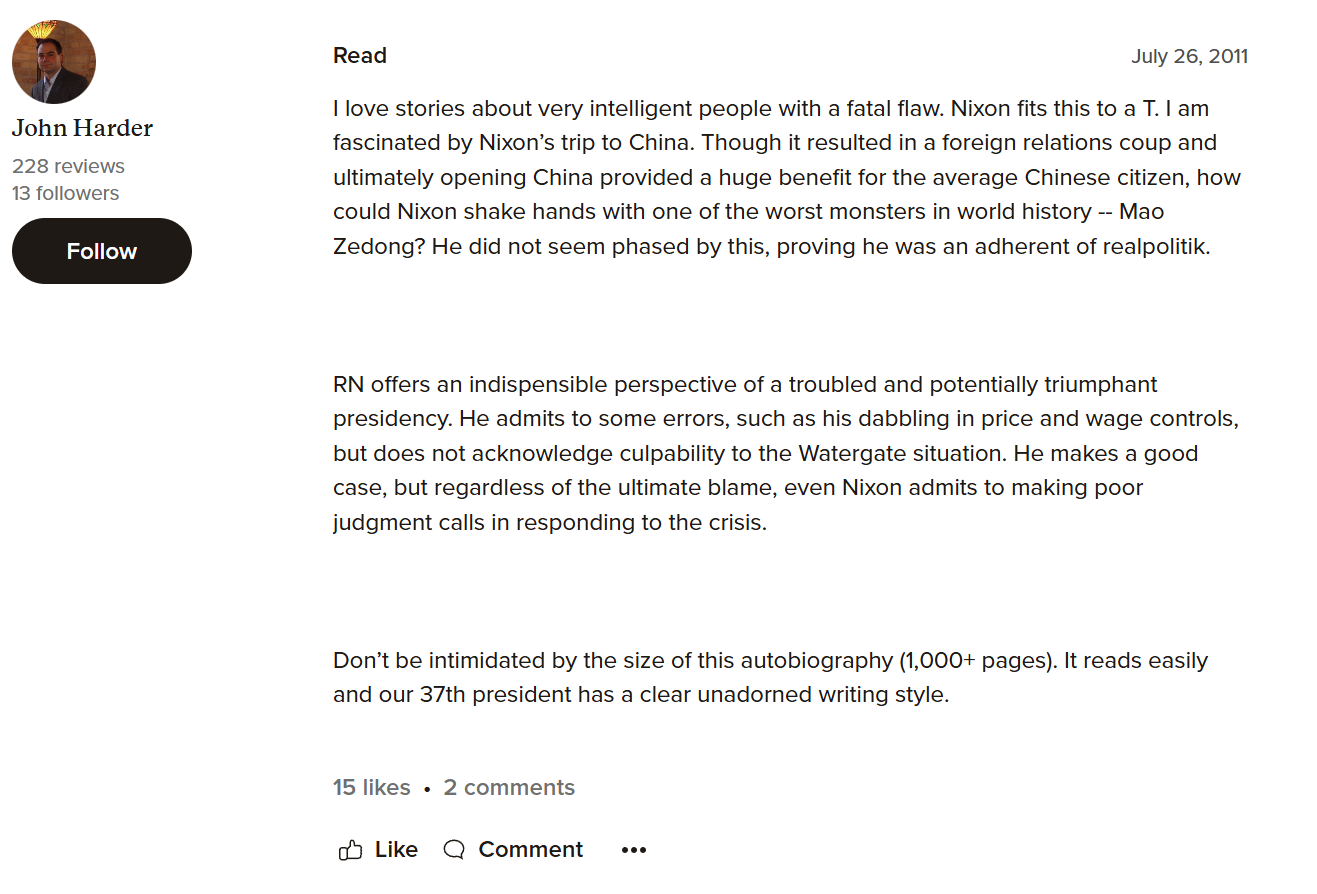 Read
July 26, 2011
John Harder
228 reviews
13 followers
Follow
I love stories about very intelligent people with a fatal flaw. Nixon fits this to a T. I am
fascinated by Nixon’s trip to China. Though it resulted in a foreign relations coup and
ultimately opening China provided a huge benefit for the average Chinese citizen, how
could Nixon shake hands with one of the worst monsters in world history -- Mao
Zedong? He did not seem phased by this, proving he was an adherent of realpolitik.
RN offers an indispensible perspective of a troubled and potentially triumphant
presidency. He admits to some errors, such as his dabbling in price and wage controls,
but does not acknowledge culpability to the Watergate situation. He makes a good
case, but regardless of the ultimate blame, even Nixon admits to making poor
judgment calls in responding to the crisis.
Don’t be intimidated by the size of this autobiography (1,000+ pages). It reads easily
and our 37th president has a clear unadorned writing style.
15 likes • 2 comments
Like Comment •••